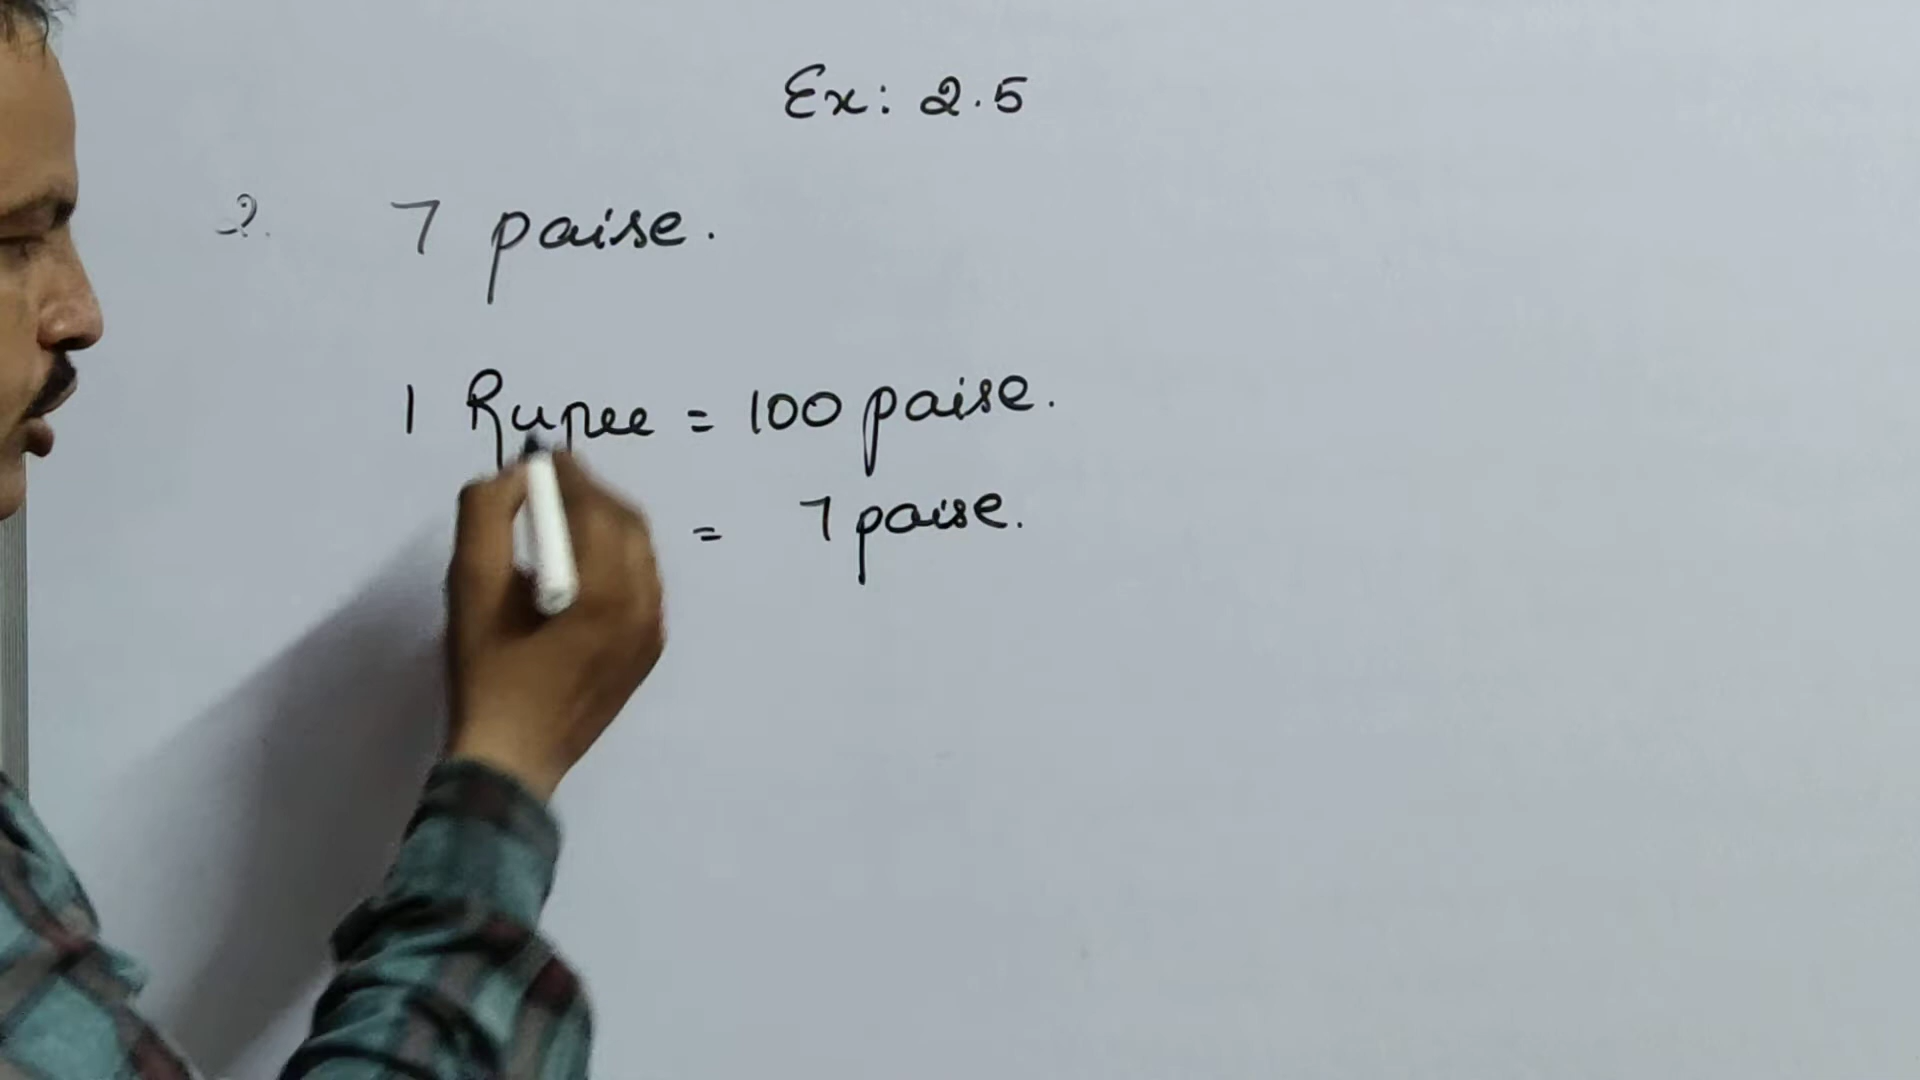 Ex: 2.5
2. 7 paise.
1 Rupee = 100 paise.
= 7 paise.